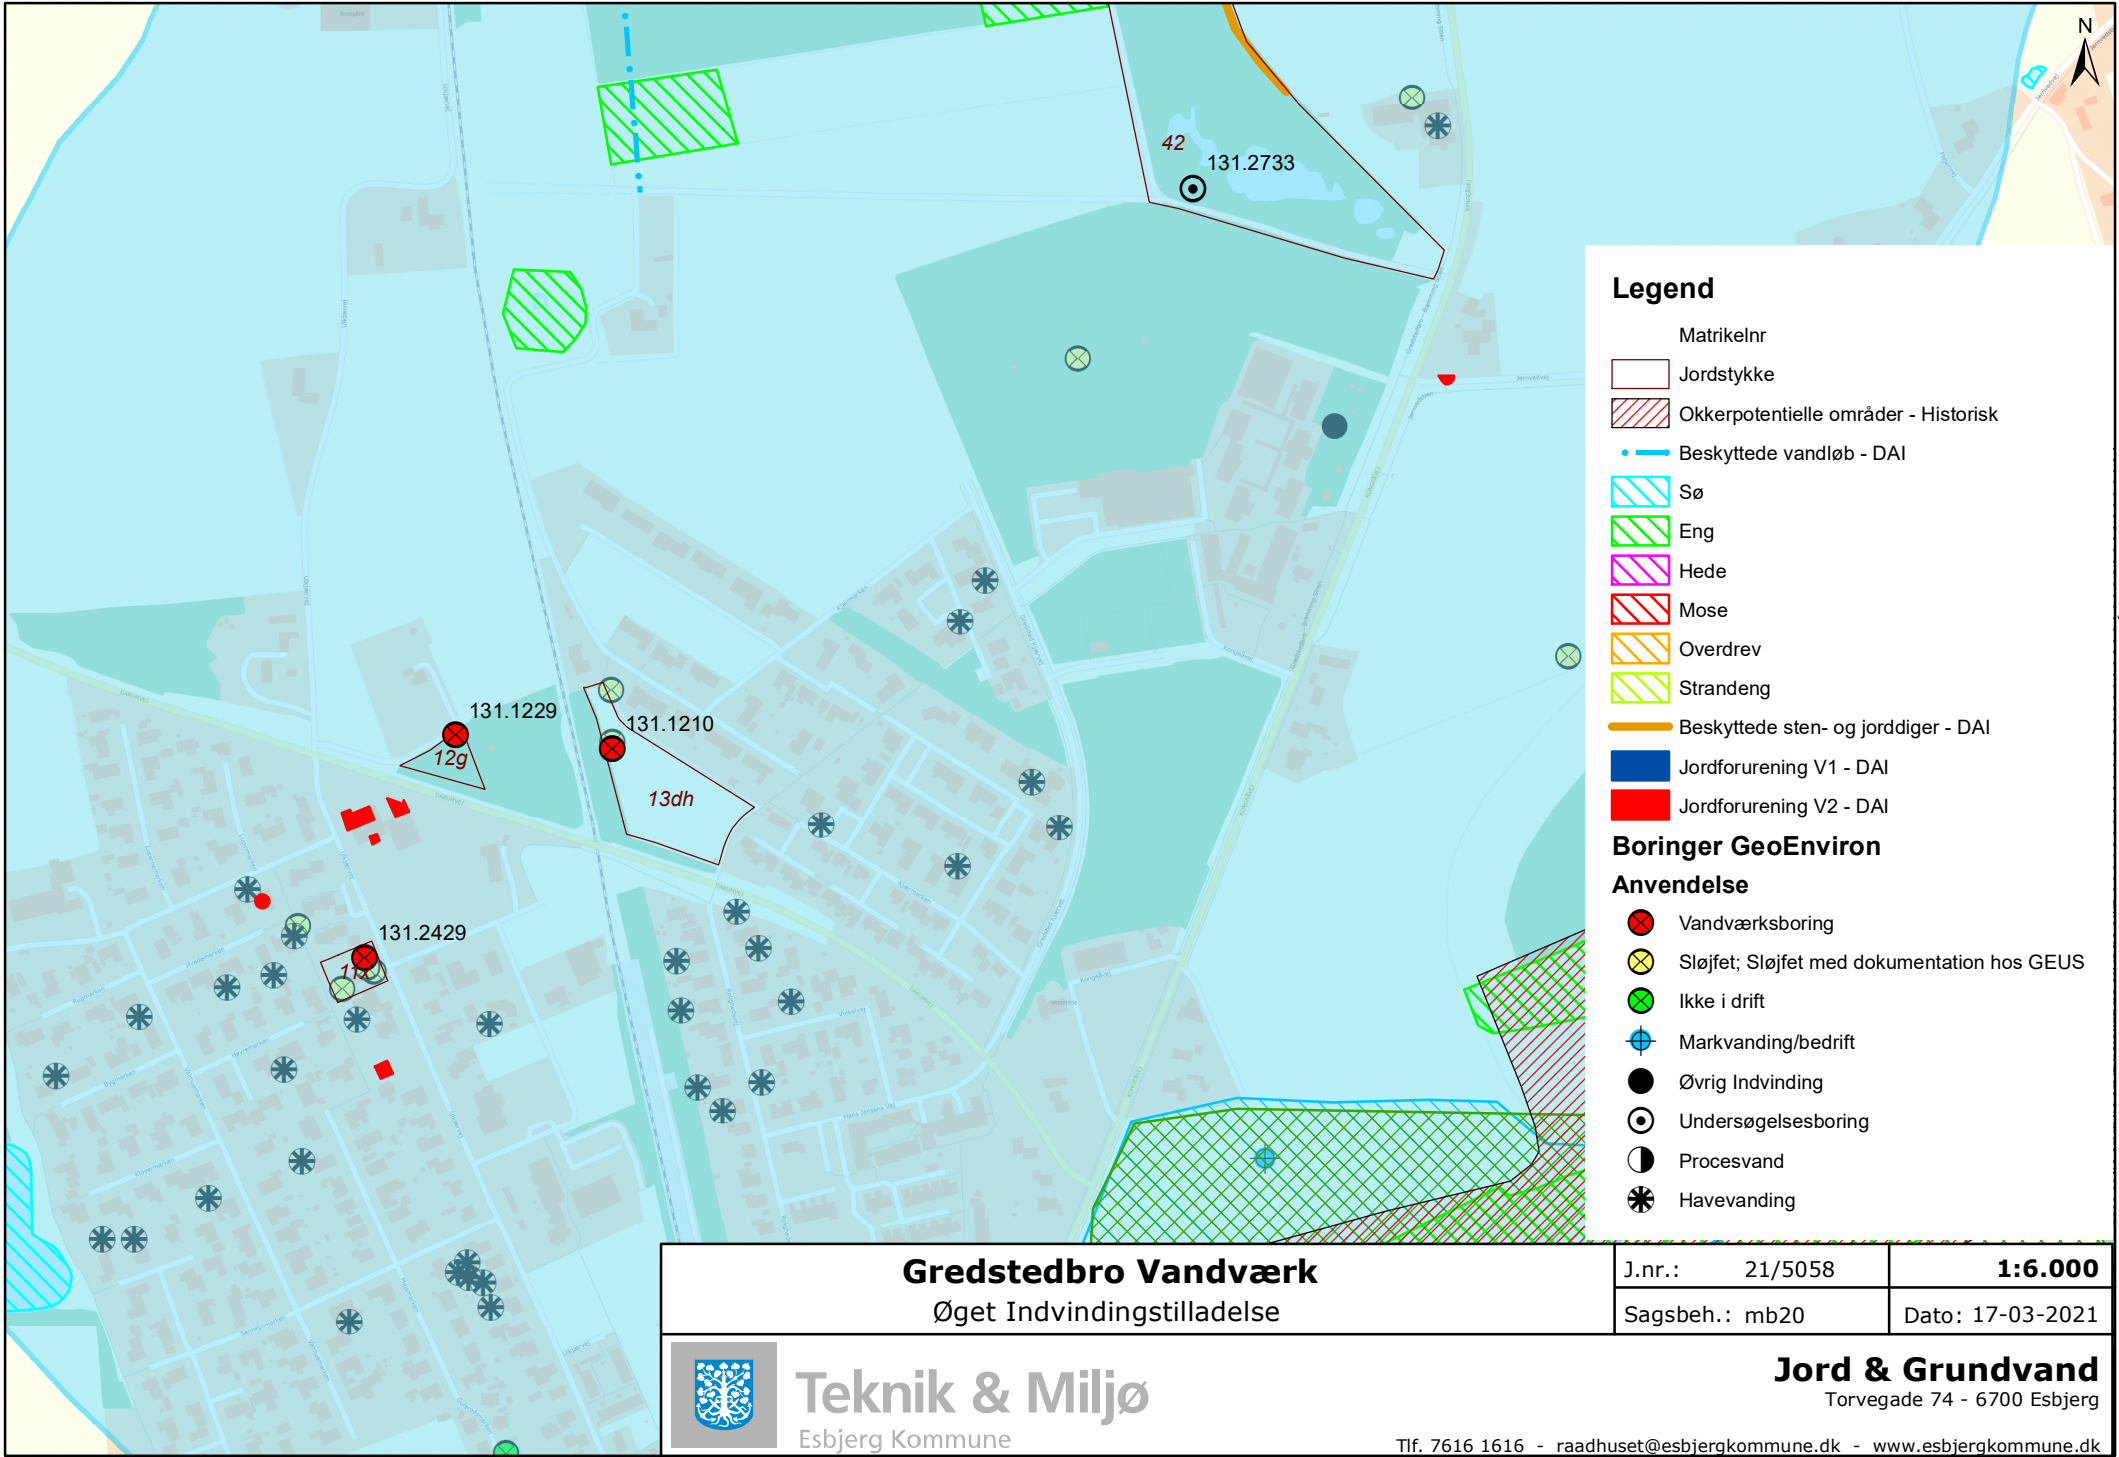 N
42
131.2733
131.1229
12g
131.1210
13dh
131.2429
Legend
Matrikelnr
Jordstykke
Okkerpotentielle områder - Historisk
Beskyttede vandløb - DAI
Sø
Eng
Hede
Mose
Overdrev
Strandeng
Beskyttede sten- og jorddiger - DAI
Jordforurening V1 - DAI
Jordforurening V2 - DAI
Boringer GeoEnviron
Anvendelse
Vandværksboring
Sløjfet; Sløjfet med dokumentation hos GEUS
Ikke i drift
Markvanding/bedrift
Øvrig Indvinding
Undersøgelsesboring
Procesvand
Havevanding
Gredstedbro Vandværk
Øget Indvindingstilladelse
J.nr.: 21/5058
1:6.000
Sagsbeh.: mb20
Dato: 17-03-2021
Teknik & Miljø
Esbjerg Kommune
Jord & Grundvand
Torvegade 74 - 6700 Esbjerg
Tlf. 7616 1616 - raadhuset@esbjergkommune.dk - www.esbjergkommune.dk